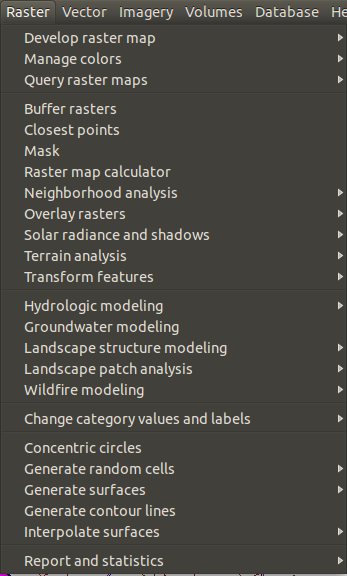 Raster Vector Imagery Volumes Database He
Develop raster map
Manage colors
Query raster maps
Buffer rasters
Closest points
Mask
Raster map calculator
Neighborhood analysis
Overlay rasters
Solar radiance and shadows
Terrain analysis
Transform features
Hydrologic modeling
Groundwater modeling
Landscape structure modeling
Landscape patch analysis
Wildfire modeling
Change category values and labels
Concentric circles
Generate random cells
Generate surfaces
Generate contour lines
Interpolate surfaces
Report and statistics